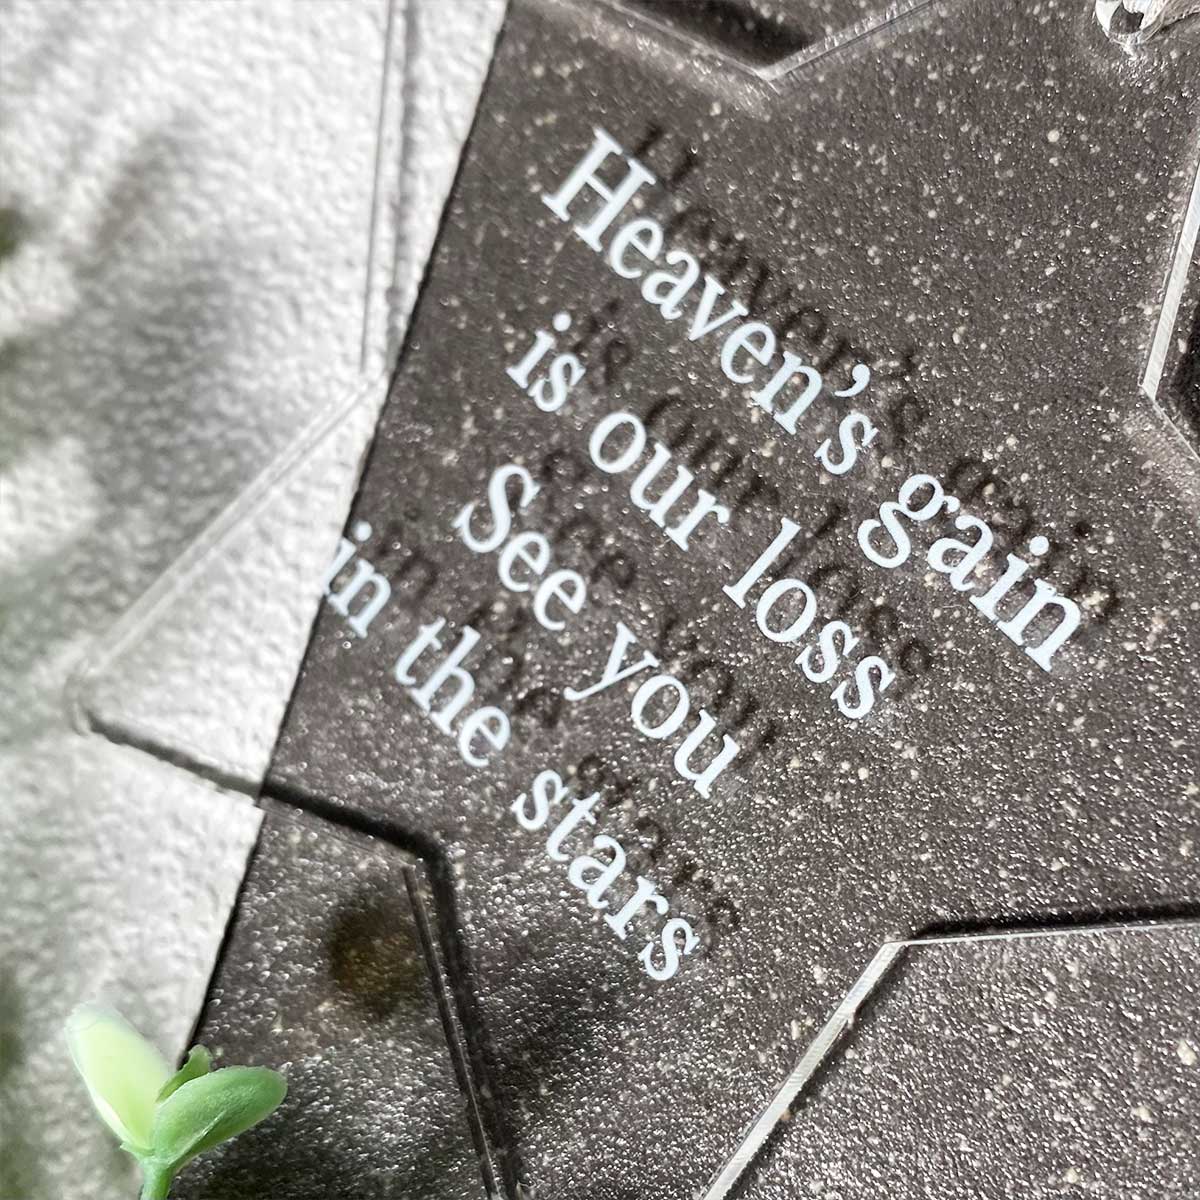 Heaven’s gain
is our loss
See you
in the stars